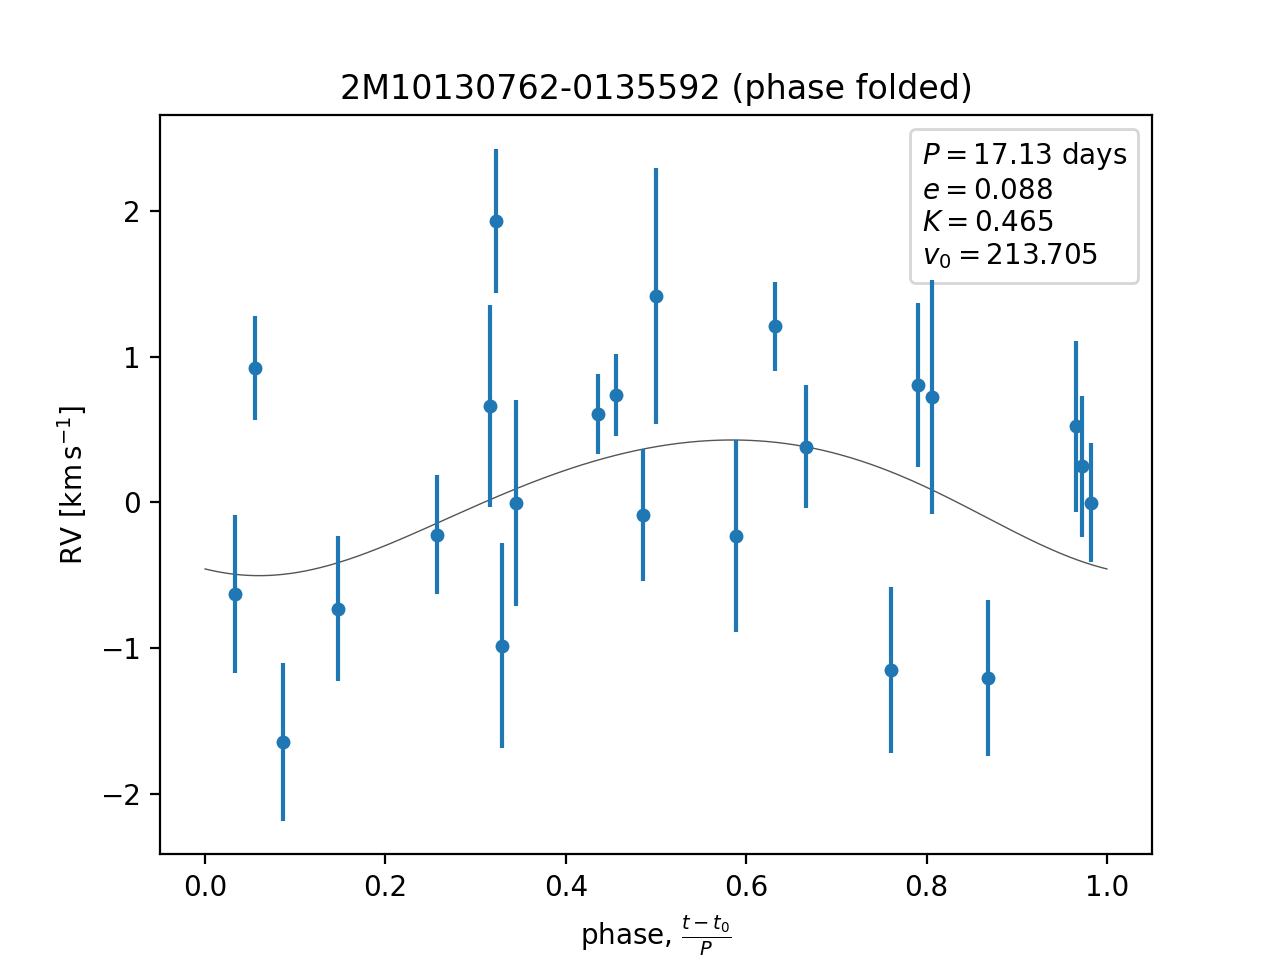 2M10130762-0135592 (phase folded)
P = 17.13 days
e = 0.088
K = 0.465
v₀ = 213.705
RV [km s⁻¹]
2
1
0
−1
−2
0.0 0.2 0.4 0.6 0.8 1.0
phase, (t − t₀)/P